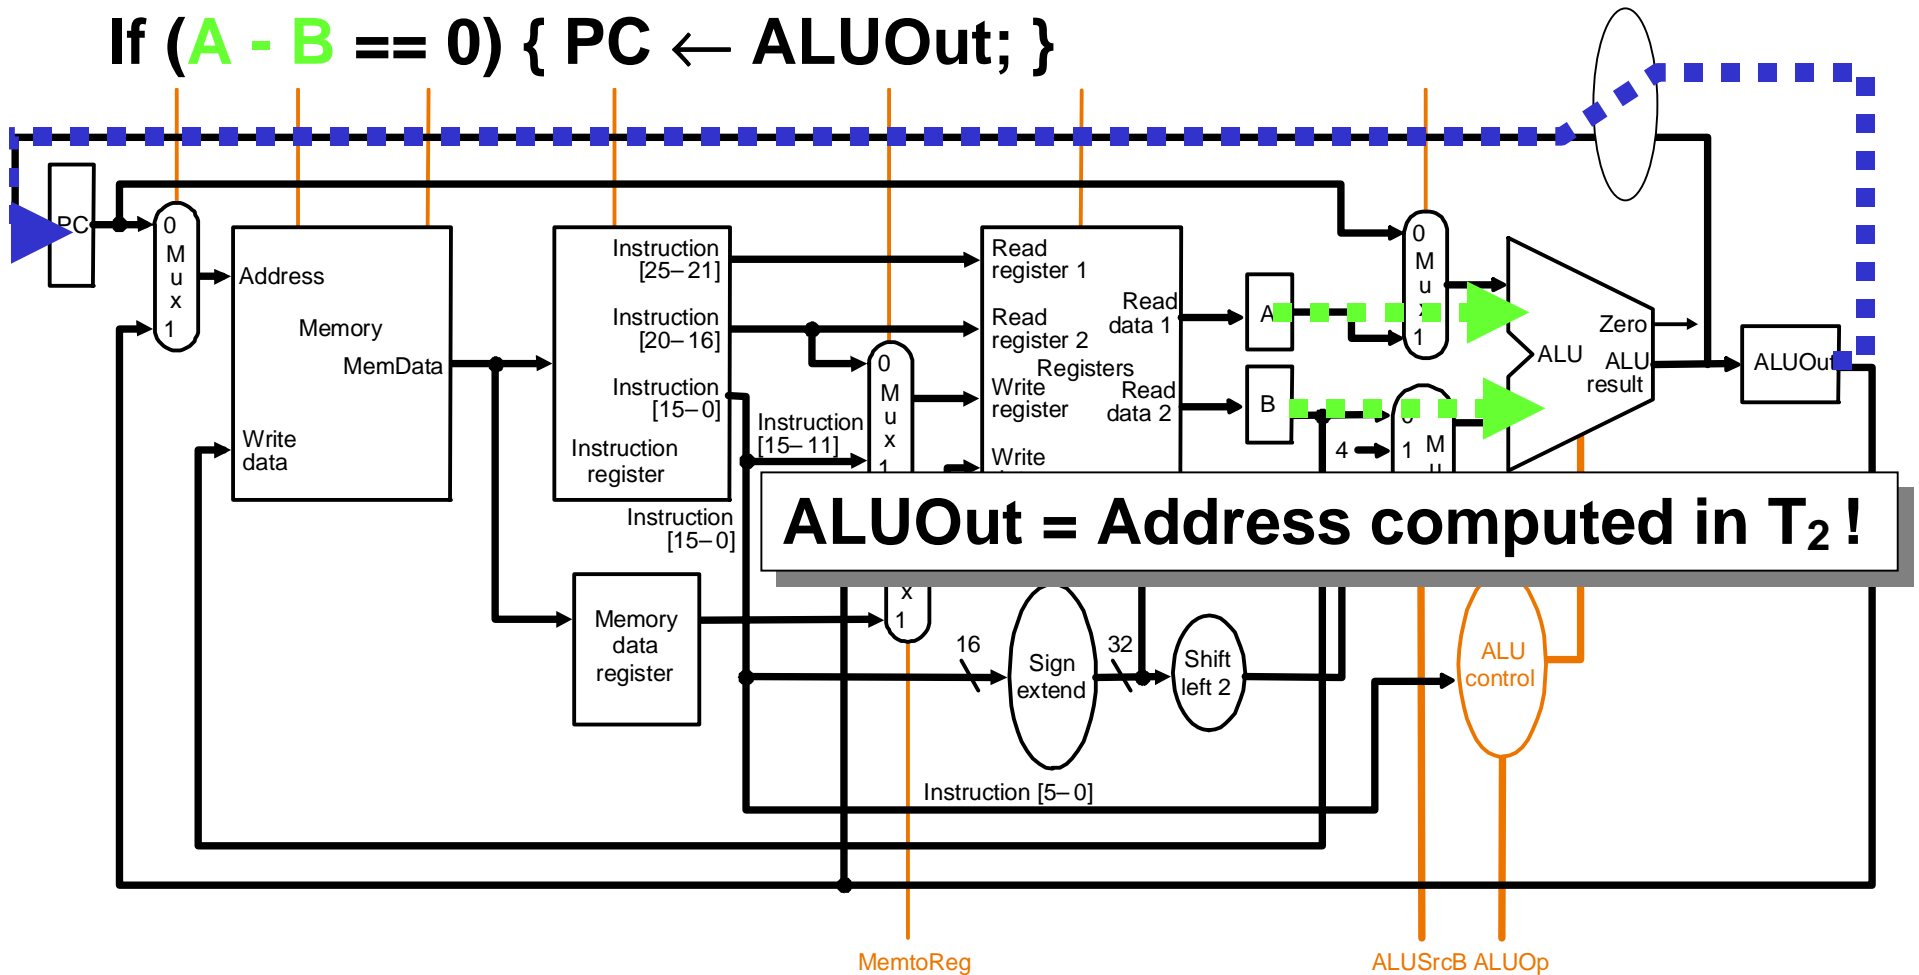 If (A - B == 0) { PC ← ALUOut; }
PC
0
M
u
x
1
Address
Memory
MemData
Write
data
Instruction
[25–21]
Instruction
[20–16]
Instruction
[15–0]
Instruction
register
Instruction
[15–11]
Instruction
[15–0]
0
M
u
x
1
Read
register 1
Read
register 2
Registers
Write
register
Write
Read
data 1
Read
data 2
A
B
4
0
M
u
1
0
1
M
u
Zero
ALU
ALU
result
ALUOut
ALUOut = Address computed in T2 !
x
1
Memory
data
register
16
Sign
extend
32
Shift
left 2
ALU
control
Instruction [5–0]
MemtoReg
ALUSrcB ALUOp